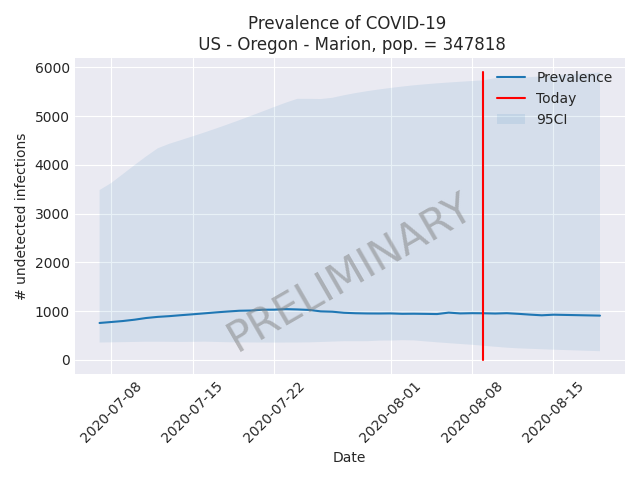 Prevalence of COVID-19
US - Oregon - Marion, pop. = 347818
6000
5000
4000
3000
2000
1000
0
# undetected infections
Prevalence
Today
95CI
PRELIMINARY
2020-07-08
2020-07-15
2020-07-22
2020-08-01
2020-08-08
2020-08-15
Date